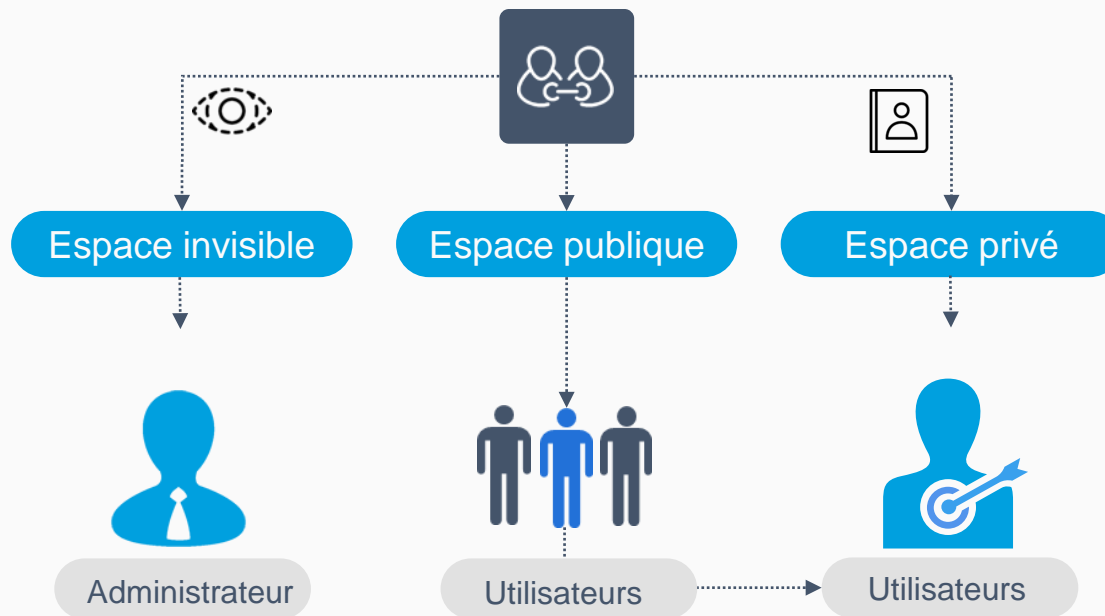 Espace invisible
Espace publique
Espace privé
Administrateur
Utilisateurs
Utilisateurs